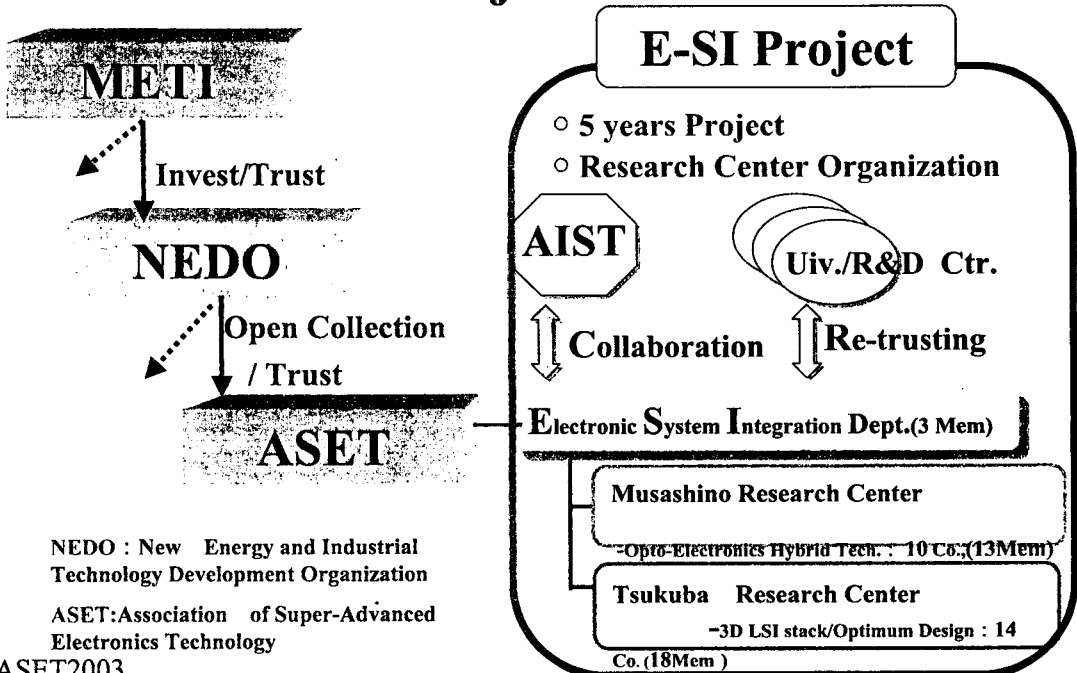 METI
Invest/Trust
NEDO
Open Collection
/ Trust
ASET
NEDO : New Energy and Industrial
Technology Development Organization
ASET:Association of Super-Advanced
Electronics Technology
ASET2003
E-SI Project
○ 5 years Project
○ Research Center Organization
AIST
Uiv./R&D Ctr.
Collaboration
Re-trusting
Electronic System Integration Dept.(3 Mem)
Musashino Research Center
-Opto-Electronics Hybrid Tech. : 10 Co.,(13Mem)
Tsukuba Research Center
-3D LSI stack/Optimum Design : 14
Co. (18Mem )